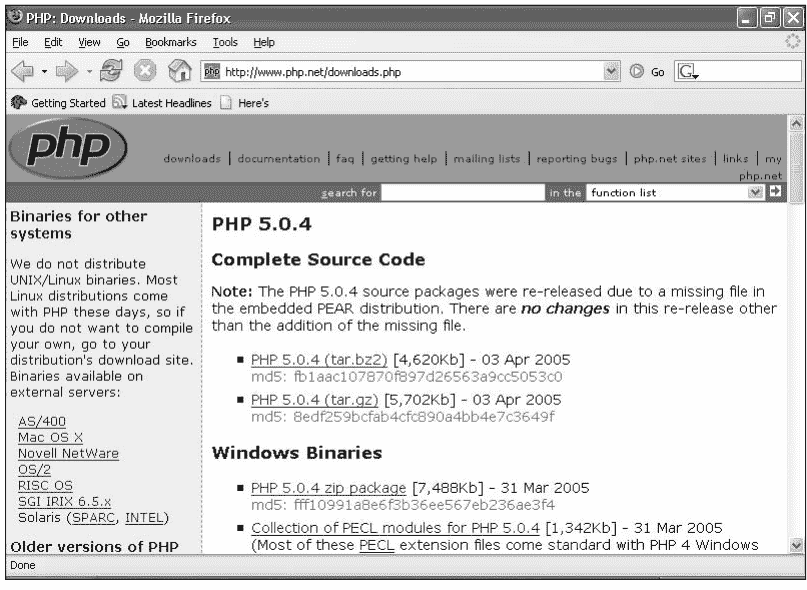 PHP: Downloads - Mozilla Firefox
File Edit View Go Bookmarks Tools Help
php http://www.php.net/downloads.php Go G
Getting Started Latest Headlines Here's
php
downloads | documentation | faq | getting help | mailing lists | reporting bugs | php.net sites | links | my
php.net
search for in the function list
Binaries for other
systems
We do not distribute
UNIX/Linux binaries. Most
Linux distributions come
with PHP these days, so if
you do not want to compile
your own, go to your
distribution's download site.
Binaries available on
external servers:
AS/400
Mac OS X
Novell NetWare
OS/2
RISC OS
SGI IRIX 6.5.x
Solaris (SPARC, INTEL)
Older versions of PHP
PHP 5.0.4
Complete Source Code
Note: The PHP 5.0.4 source packages were re-released due to a missing file in
the embedded PEAR distribution. There are no changes in this re-release other
than the addition of the missing file.
PHP 5.0.4 (tar.bz2) [4,620Kb] - 03 Apr 2005
md5: fb1aac107870f897d26563a9cc5053c0
PHP 5.0.4 (tar.gz) [5,702Kb] - 03 Apr 2005
md5: 8edf259bcfab4cfc890a4bb4e7c3649f
Windows Binaries
PHP 5.0.4 zip package [7,488Kb] - 31 Mar 2005
md5: fff10991a8e6f3b36ee567eb236ae3f4
Collection of PECL modules for PHP 5.0.4 [1,342Kb] - 31 Mar 2005
(Most of these PECL extension files come standard with PHP 4 Windows
Done